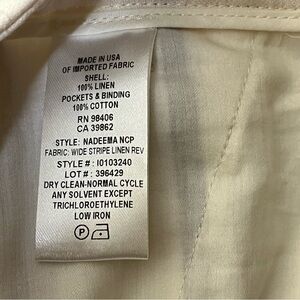 MADE IN USA
OF IMPORTED FABRIC
SHELL:
100% LINEN
POCKETS & BINDING
100% COTTON
RN 98406
CA 39862
STYLE: NADEEMA NCP
FABRIC: WIDE STRIPE LINEN REV
STYLE # : I0103240
LOT # : 396429
DRY CLEAN-NORMAL CYCLE
ANY SOLVENT EXCEPT
TRICHLOROETHYLENE
LOW IRON
P